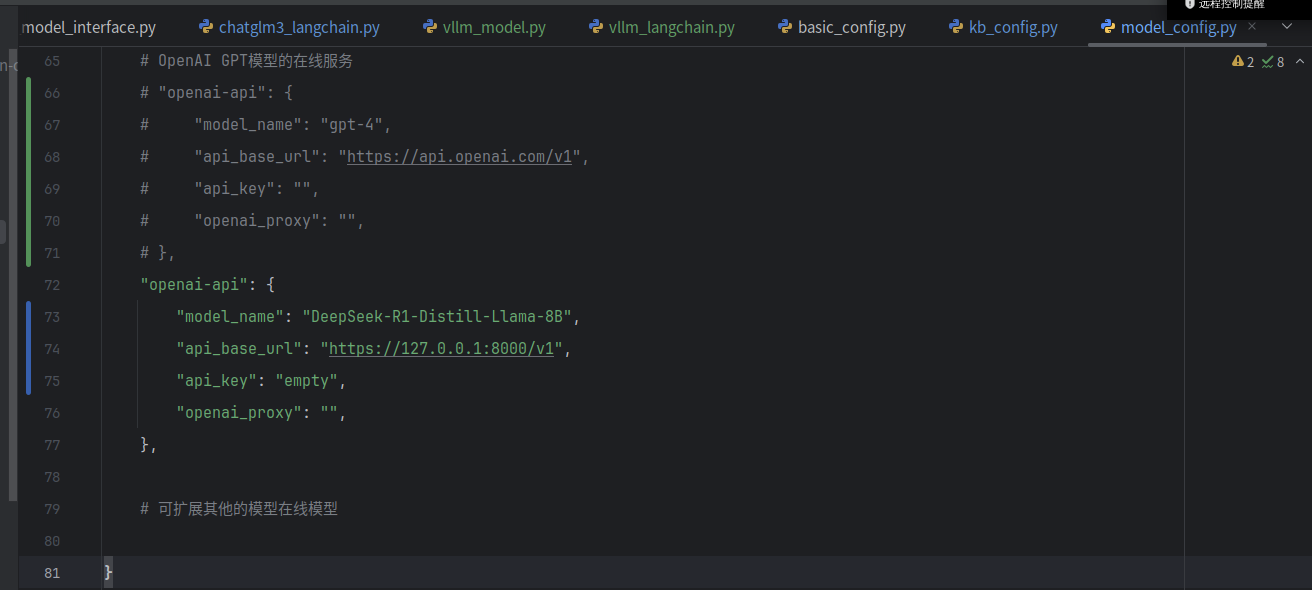 远程控制提醒
model_interface.py chatglm3_langchain.py vllm_model.py vllm_langchain.py basic_config.py kb_config.py model_config.py
2 8
65 # OpenAI GPT模型的在线服务
66 # "openai-api": {
67 #     "model_name": "gpt-4",
68 #     "api_base_url": "https://api.openai.com/v1",
69 #     "api_key": "",
70 #     "openai_proxy": "",
71 # },
72 "openai-api": {
73     "model_name": "DeepSeek-R1-Distill-Llama-8B",
74     "api_base_url": "https://127.0.0.1:8000/v1",
75     "api_key": "empty",
76     "openai_proxy": "",
77 },
78
79 # 可扩展其他的模型在线模型
80
81 }